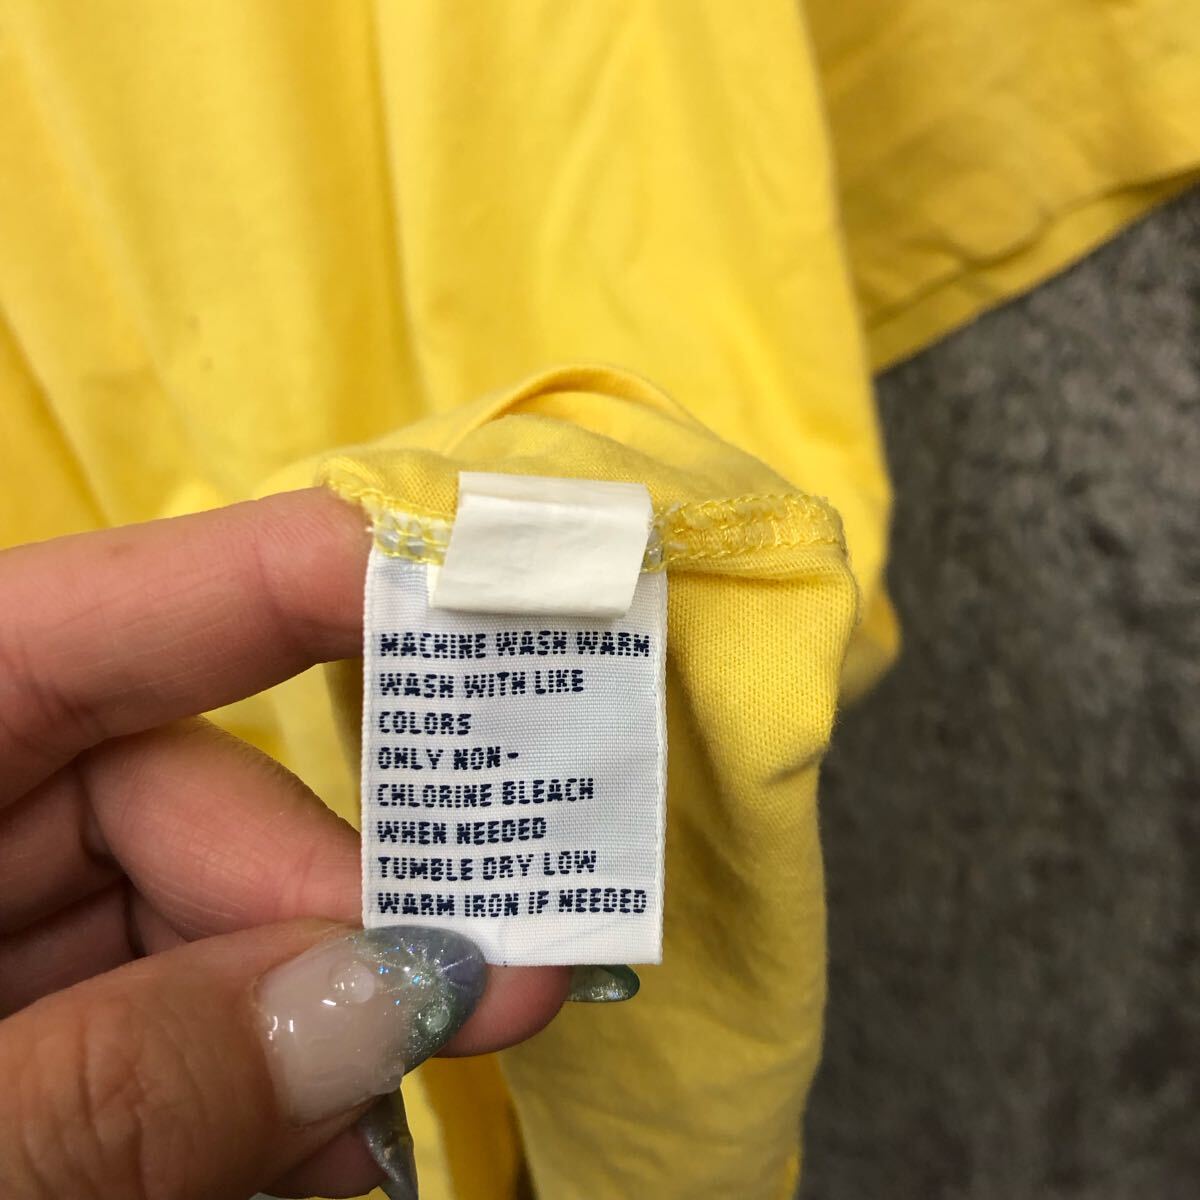 MACHINE WASH WARM
WASH WITH LIKE
COLORS
ONLY NON-
CHLORINE BLEACH
WHEN NEEDED
TUMBLE DRY LOW
WARM IRON IF NEEDED